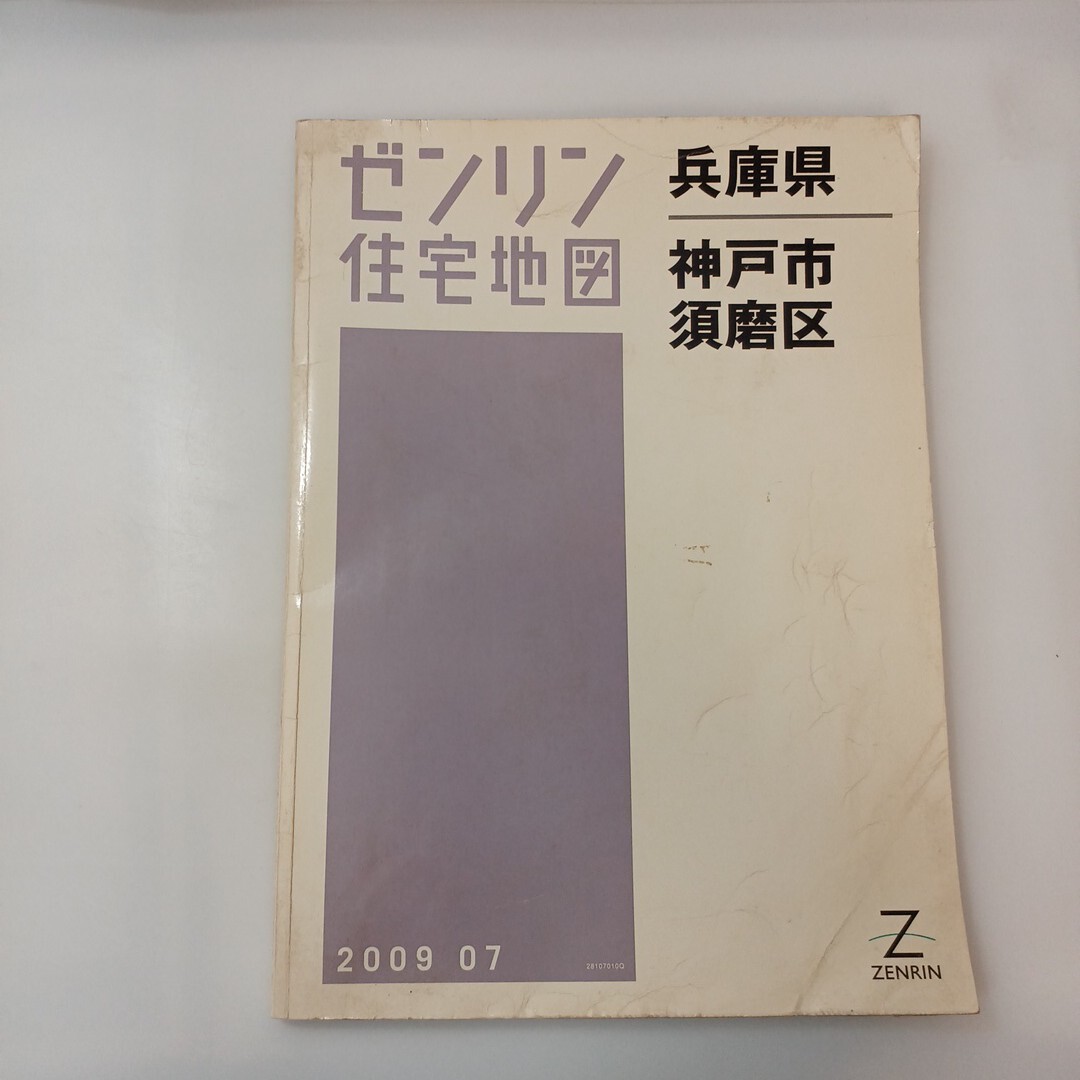 ゼンリン
住宅地図
兵庫県
神戸市
須磨区
2009 07
28107010Q
Z
ZENRIN